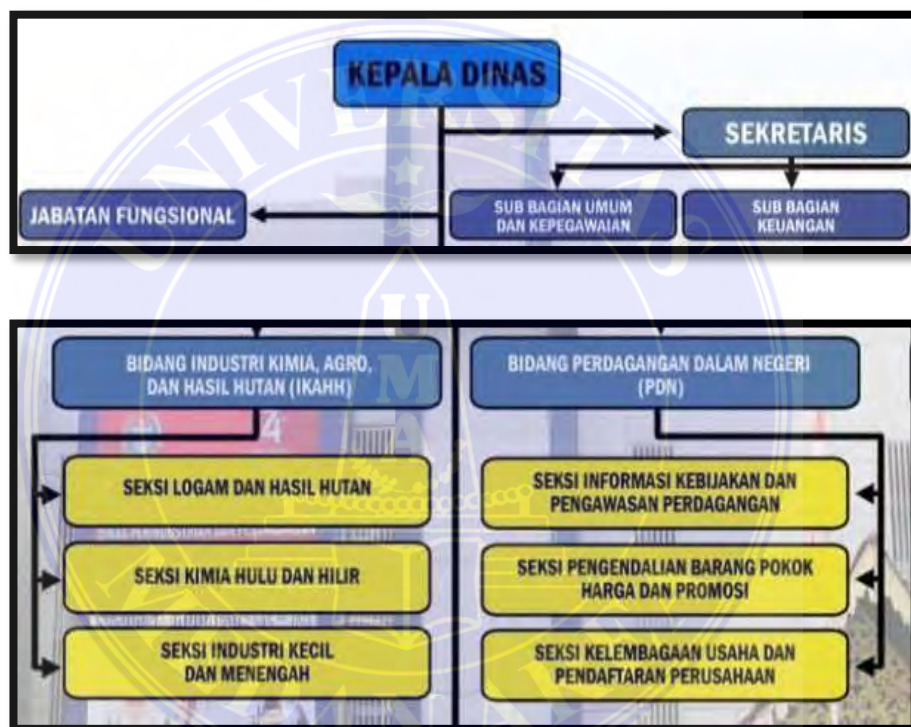 KEPALA DINAS
SEKRETARIS
JABATAN FUNGSIONAL
SUB BAGIAN UMUM
DAN KEPEGAWAIAN
SUB BAGIAN
KEUANGAN
BIDANG INDUSTRI KIMIA, AGRO,
DAN HASIL HUTAN (IKAHH)
SEKSI LOGAM DAN HASIL HUTAN
SEKSI KIMIA HULU DAN HILIR
SEKSI INDUSTRI KECIL
DAN MENENGAH
BIDANG PERDAGANGAN DALAM NEGERI
(PDN)
SEKSI INFORMASI KEBIJAKAN DAN
PENGAWASAN PERDAGANGAN
SEKSI PENGENDALIAN BARANG POKOK
HARGA DAN PROMOSI
SEKSI KELEMBAGAAN USAHA DAN
PENDAFTARAN PERUSAHAAN
UNIVERSITAS
UMA
4